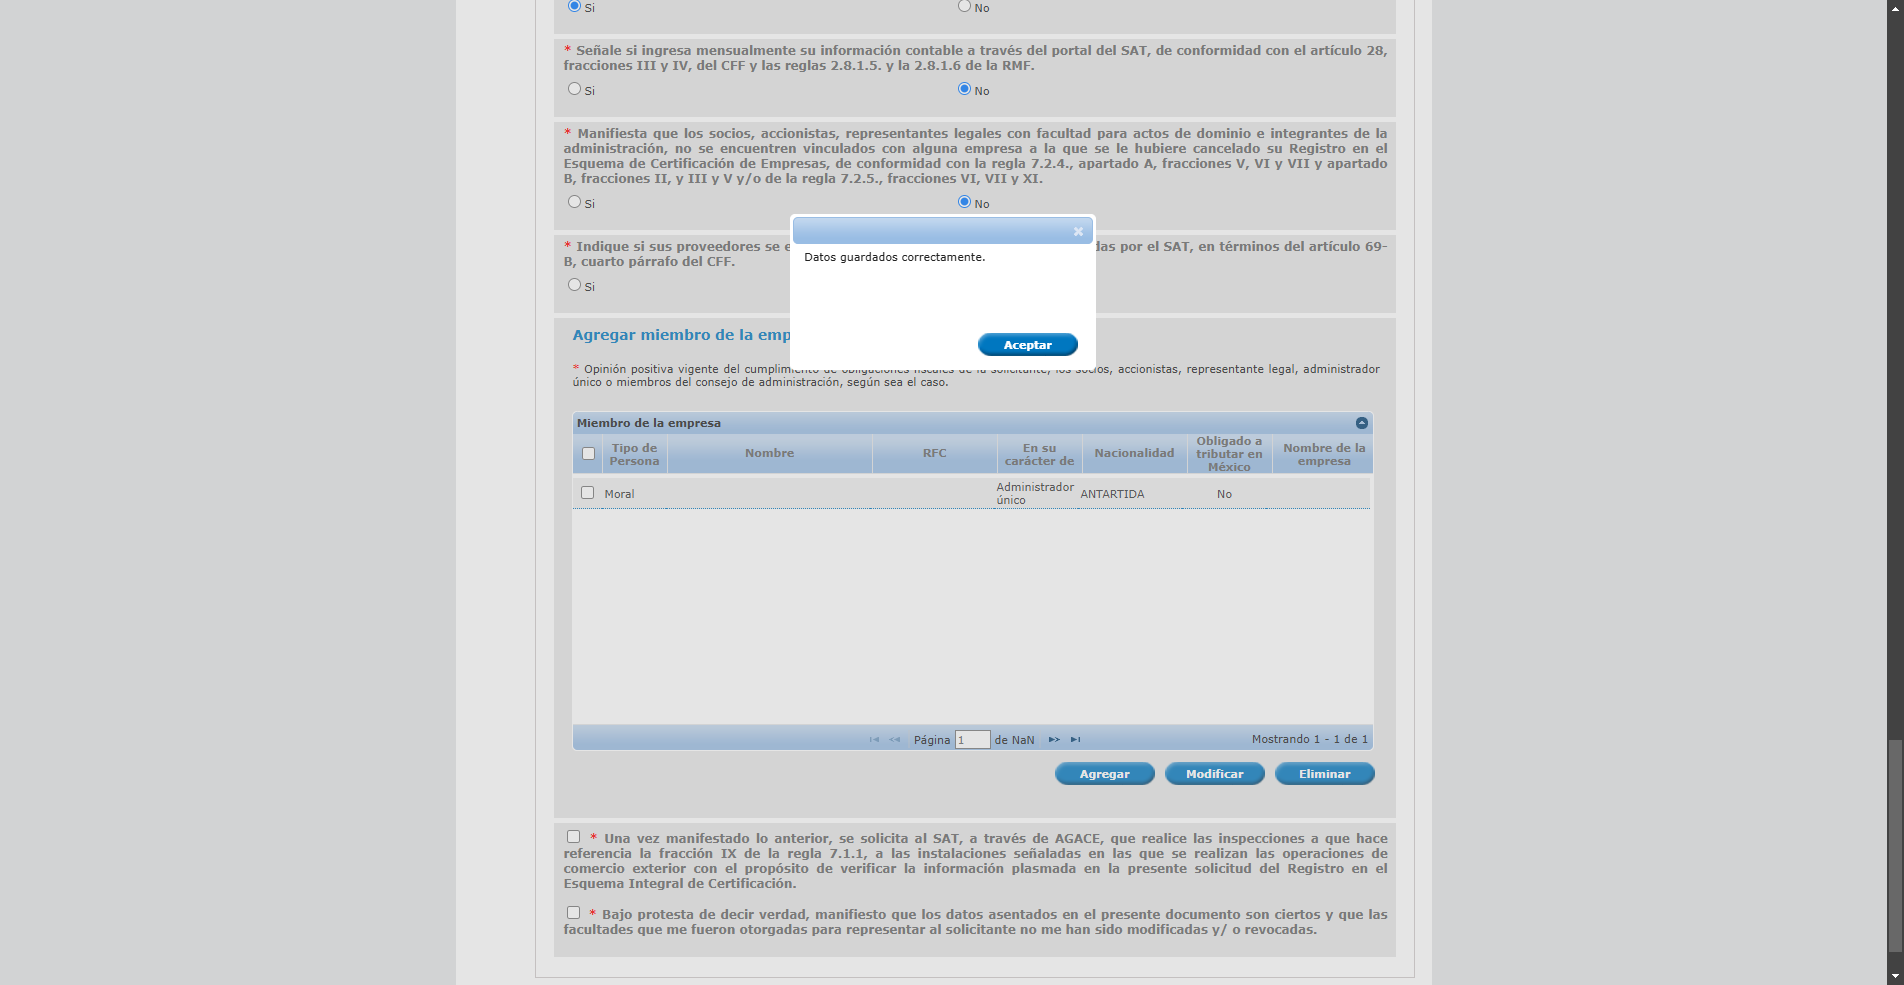 Si
No
* Señale si ingresa mensualmente su información contable a través del portal del SAT, de conformidad con el artículo 28,
fracciones III y IV, del CFF y las reglas 2.8.1.5. y la 2.8.1.6 de la RMF.
Si
No
* Manifiesta que los socios, accionistas, representantes legales con facultad para actos de dominio e integrantes de la
administración, no se encuentren vinculados con alguna empresa a la que se le hubiere cancelado su Registro en el
Esquema de Certificación de Empresas, de conformidad con la regla 7.2.4., apartado A, fracciones V, VI y VII y apartado
B, fracciones II, y III y V y/o de la regla 7.2.5., fracciones VI, VII y XI.
Si
No
* Indique si sus proveedores se e
das por el SAT, en términos del artículo 69-
B, cuarto párrafo del CFF.
Si
Datos guardados correctamente.
Aceptar
Agregar miembro de la emp
* Opinión positiva vigente del cumplimiento de obligaciones fiscales de la solicitante, los socios, accionistas, representante legal, administrador
único o miembros del consejo de administración, según sea el caso.
Miembro de la empresa
Tipo de Persona
Nombre
RFC
En su carácter de
Nacionalidad
Obligado a tributar en México
Nombre de la empresa
Moral
Administrador único
ANTARTIDA
No
Página 1 de NaN
Mostrando 1 - 1 de 1
Agregar
Modificar
Eliminar
* Una vez manifestado lo anterior, se solicita al SAT, a través de AGACE, que realice las inspecciones a que hace
referencia la fracción IX de la regla 7.1.1, a las instalaciones señaladas en las que se realizan las operaciones de
comercio exterior con el propósito de verificar la información plasmada en la presente solicitud del Registro en el
Esquema Integral de Certificación.
* Bajo protesta de decir verdad, manifiesto que los datos asentados en el presente documento son ciertos y que las
facultades que me fueron otorgadas para representar al solicitante no me han sido modificadas y/ o revocadas.